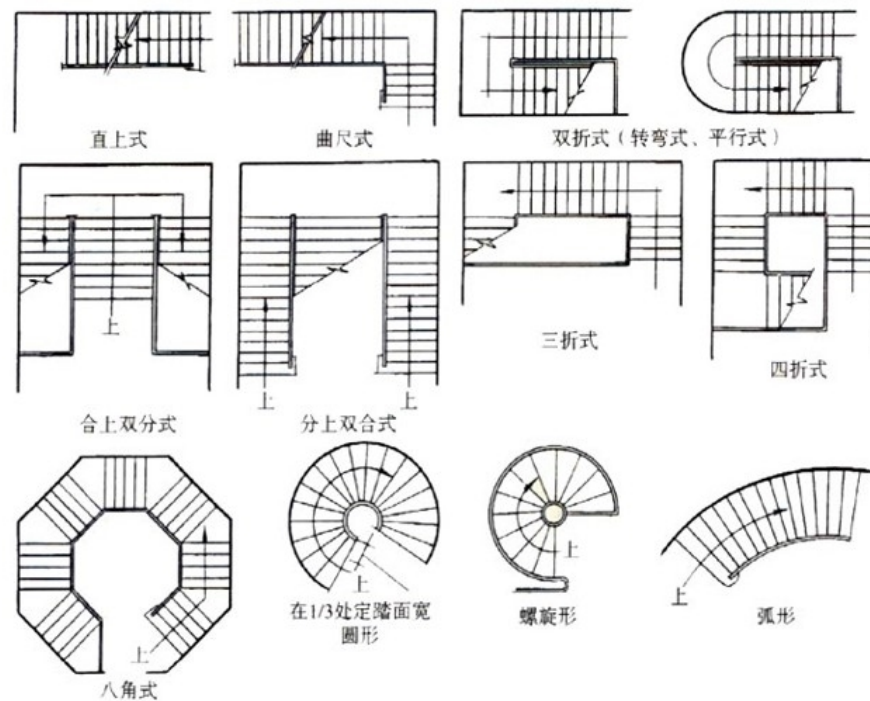 直上式
曲尺式
双折式（转弯式、平行式）
上
合上双分式
上
上
分上双合式
三折式
四折式
上
八角式
上
在1/3处定踏面宽
圆形
上
螺旋形
上
弧形